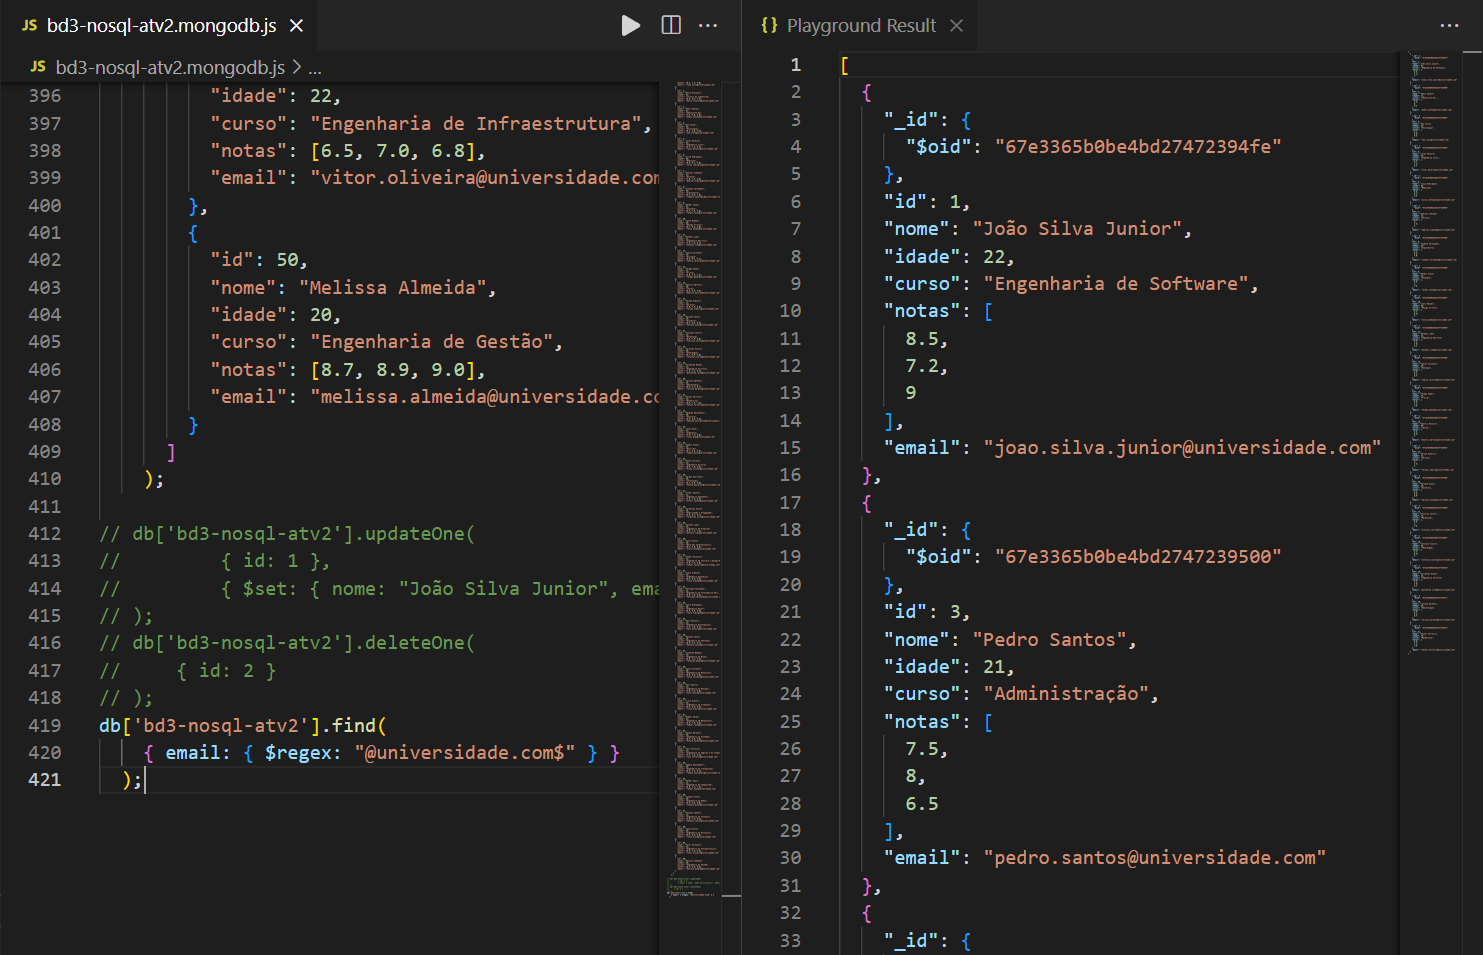 JS bd3-nosql-atv2.mongodb.js
JS bd3-nosql-atv2.mongodb.js > ...
396 "idade": 22,
397 "curso": "Engenharia de Infraestrutura",
398 "notas": [6.5, 7.0, 6.8],
399 "email": "vitor.oliveira@universidade.com
400 },
401 {
402 "id": 50,
403 "nome": "Melissa Almeida",
404 "idade": 20,
405 "curso": "Engenharia de Gestão",
406 "notas": [8.7, 8.9, 9.0],
407 "email": "melissa.almeida@universidade.co
408 }
409 ]
410 );
411
412 // db['bd3-nosql-atv2'].updateOne(
413 // { id: 1 },
414 // { $set: { nome: "João Silva Junior", ema
415 // );
416 // db['bd3-nosql-atv2'].deleteOne(
417 // { id: 2 }
418 // );
419 db['bd3-nosql-atv2'].find(
420 { email: { $regex: "@universidade.com$" } }
421 );
{} Playground Result
1 [
2 {
3 "_id": {
4 "$oid": "67e3365b0be4bd27472394fe"
5 },
6 "id": 1,
7 "nome": "João Silva Junior",
8 "idade": 22,
9 "curso": "Engenharia de Software",
10 "notas": [
11 8.5,
12 7.2,
13 9
14 ],
15 "email": "joao.silva.junior@universidade.com"
16 },
17 {
18 "_id": {
19 "$oid": "67e3365b0be4bd2747239500"
20 },
21 "id": 3,
22 "nome": "Pedro Santos",
23 "idade": 21,
24 "curso": "Administração",
25 "notas": [
26 7.5,
27 8,
28 6.5
29 ],
30 "email": "pedro.santos@universidade.com"
31 },
32 {
33 "_id": {